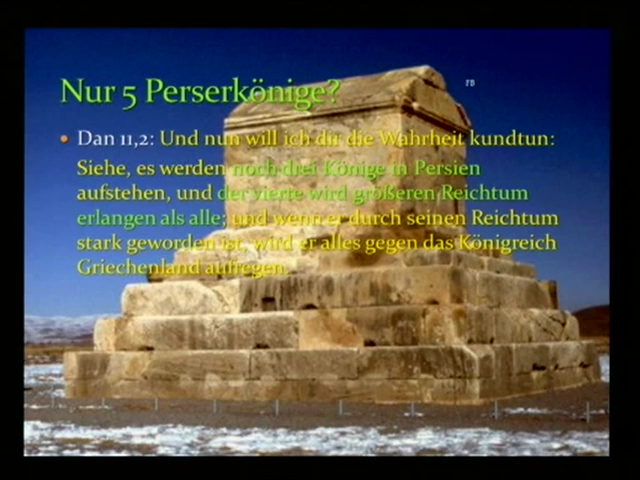 FB
Nur 5 Perserkönige?
Dan 11,2: Und nun will ich dir die Wahrheit kundtun:
Siehe, es werden noch drei Könige in Persien
aufstehen, und der vierte wird größeren Reichtum
erlangen als alle; und wenn er durch seinen Reichtum
stark geworden ist, wird er alles gegen das Königreich
Griechenland aufregen.